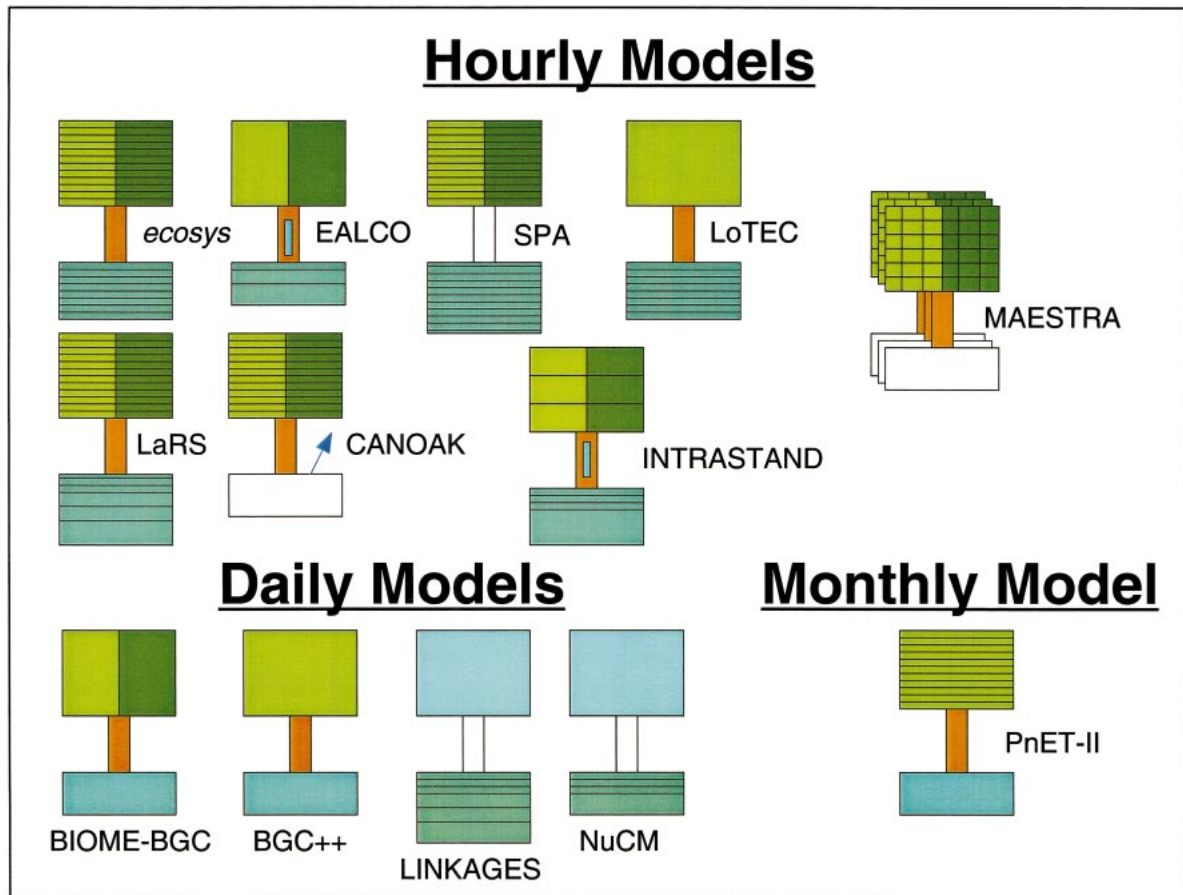 Hourly Models
ecosys
EALCO
SPA
LoTEC
MAESTRA
LaRS
CANOAK
INTRASTAND
Daily Models
Monthly Model
BIOME-BGC
BGC++
LINKAGES
NuCM
PnET-II